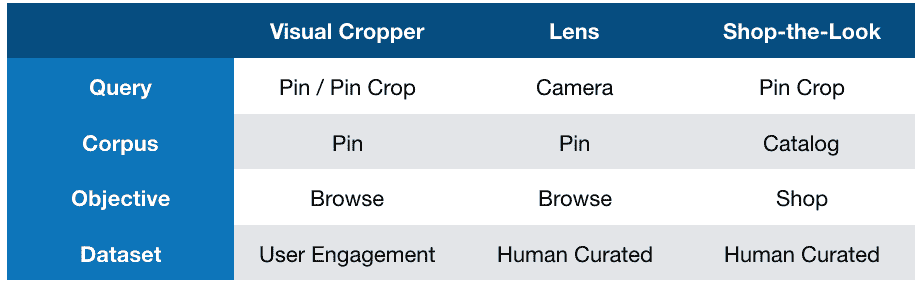 Visual Cropper Lens Shop-the-Look
Query Pin / Pin Crop Camera Pin Crop
Corpus Pin Pin Catalog
Objective Browse Browse Shop
Dataset User Engagement Human Curated Human Curated